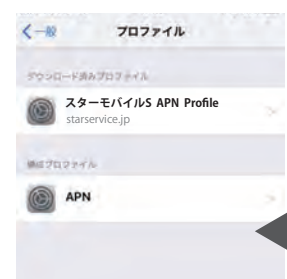 一般
プロファイル
ダウンロード済みプロファイル
スターモバイルS APN Profile
starservice.jp
構成プロファイル
APN